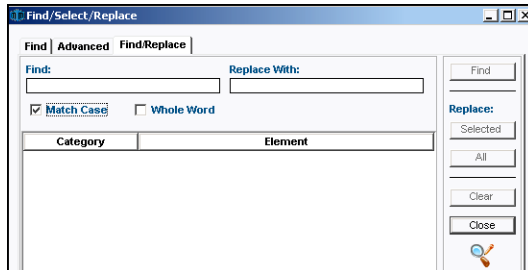 Find/Select/Replace
Find Advanced Find/Replace
Find: Replace With: Find
Match Case Whole Word Replace:
Selected
Category Element
All
Clear
Close